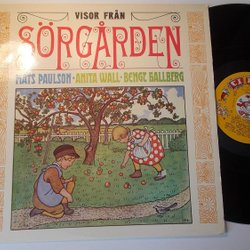 VISOR FRÅN
SÖRGÅRDEN
MATS PAULSON · ANITA WALL · BENGT HALLBERG